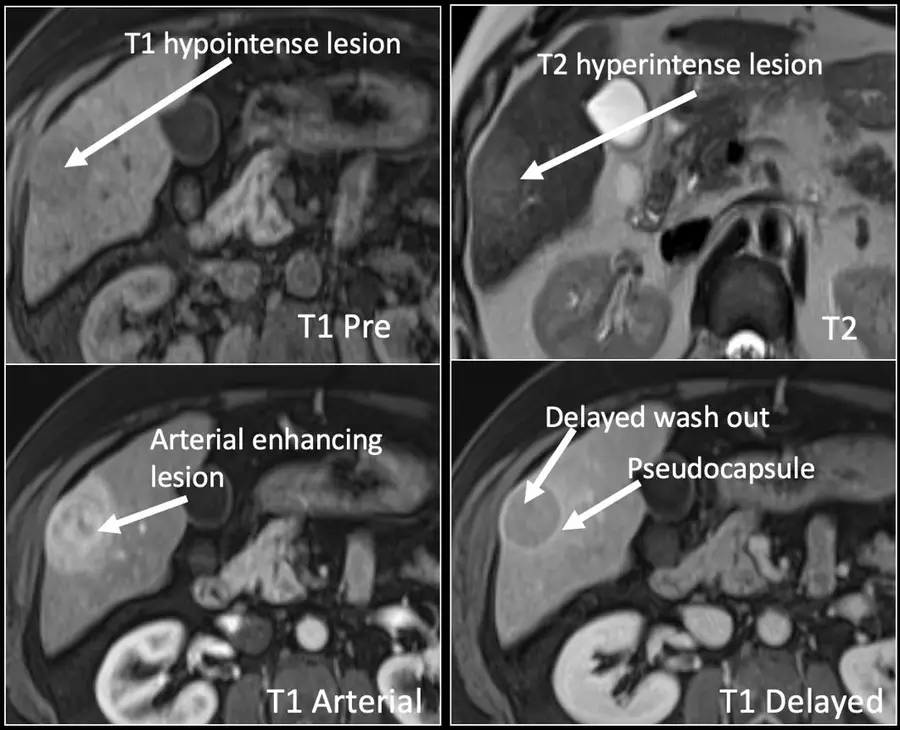 T1 hypointense lesion
T1 Pre
T2 hyperintense lesion
T2
Arterial enhancing
lesion
T1 Arterial
Delayed wash out
Pseudocapsule
T1 Delayed